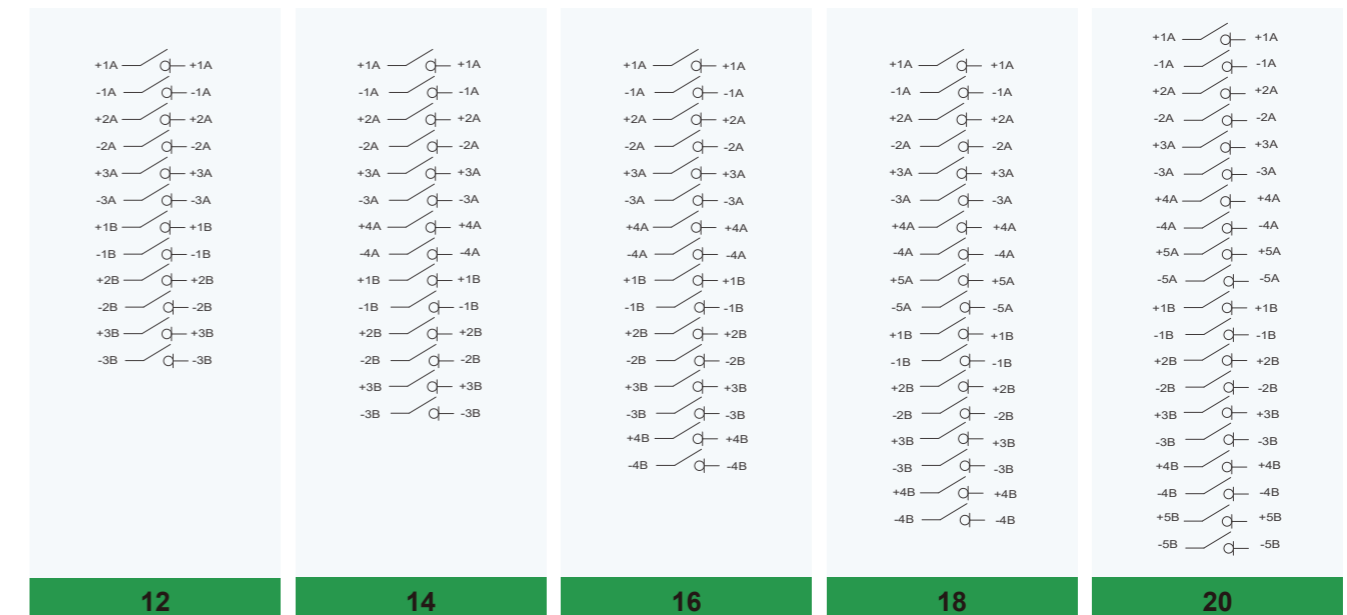 +1A +1A
-1A -1A
+2A +2A
-2A -2A
+3A +3A
-3A -3A
+1B +1B
-1B -1B
+2B +2B
-2B -2B
+3B +3B
-3B -3B
12
+1A +1A
-1A -1A
+2A +2A
-2A -2A
+3A +3A
-3A -3A
+4A +4A
-4A -4A
+1B +1B
-1B -1B
+2B +2B
-2B -2B
+3B +3B
-3B -3B
14
+1A +1A
-1A -1A
+2A +2A
-2A -2A
+3A +3A
-3A -3A
+4A +4A
-4A -4A
+1B +1B
-1B -1B
+2B +2B
-2B -2B
+3B +3B
-3B -3B
+4B +4B
-4B -4B
16
+1A +1A
-1A -1A
+2A +2A
-2A -2A
+3A +3A
-3A -3A
+4A +4A
-4A -4A
+5A +5A
-5A -5A
+1B +1B
-1B -1B
+2B +2B
-2B -2B
+3B +3B
-3B -3B
+4B +4B
-4B -4B
18
+1A +1A
-1A -1A
+2A +2A
-2A -2A
+3A +3A
-3A -3A
+4A +4A
-4A -4A
+5A +5A
-5A -5A
+1B +1B
-1B -1B
+2B +2B
-2B -2B
+3B +3B
-3B -3B
+4B +4B
-4B -4B
+5B +5B
-5B -5B
20